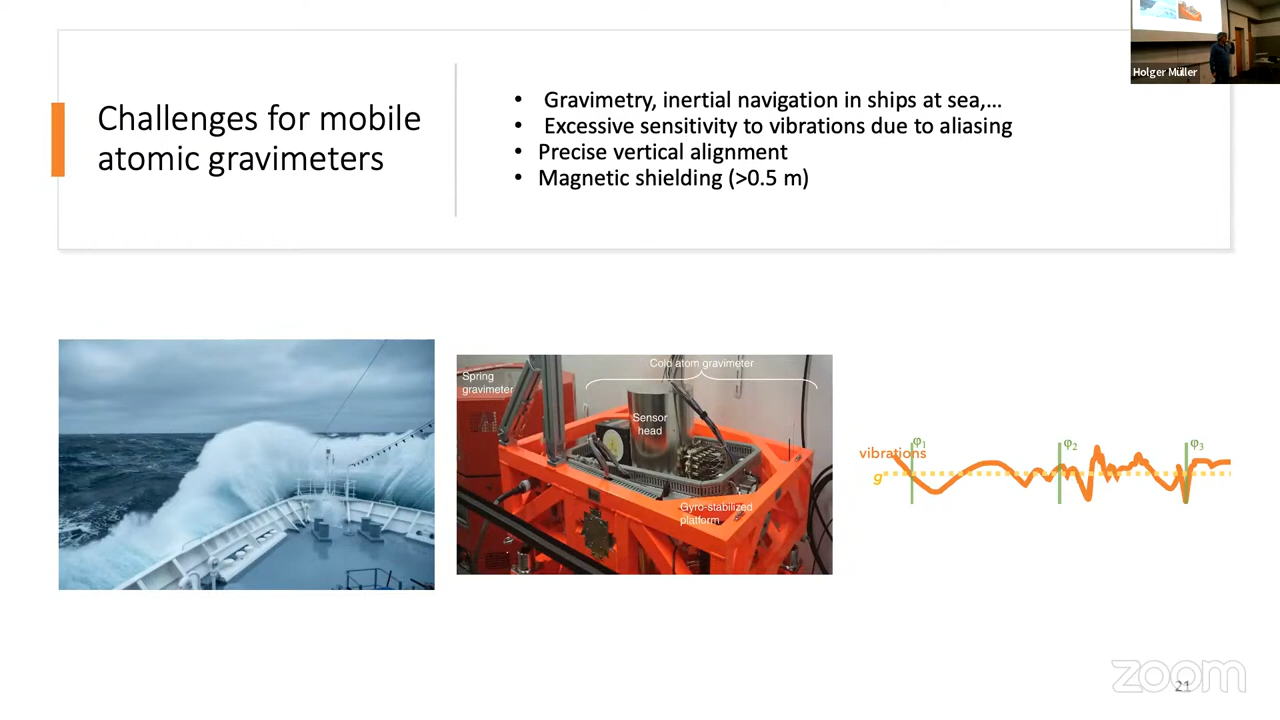 Holger Müller
Challenges for mobile
atomic gravimeters
• Gravimetry, inertial navigation in ships at sea,...
• Excessive sensitivity to vibrations due to aliasing
• Precise vertical alignment
• Magnetic shielding (>0.5 m)
Spring
gravimeter
Cold atom gravimeter
Sensor
head
Gyro-stabilized
platform
vibrations
g
φ₁
φ₂
φ₃
zoom
21